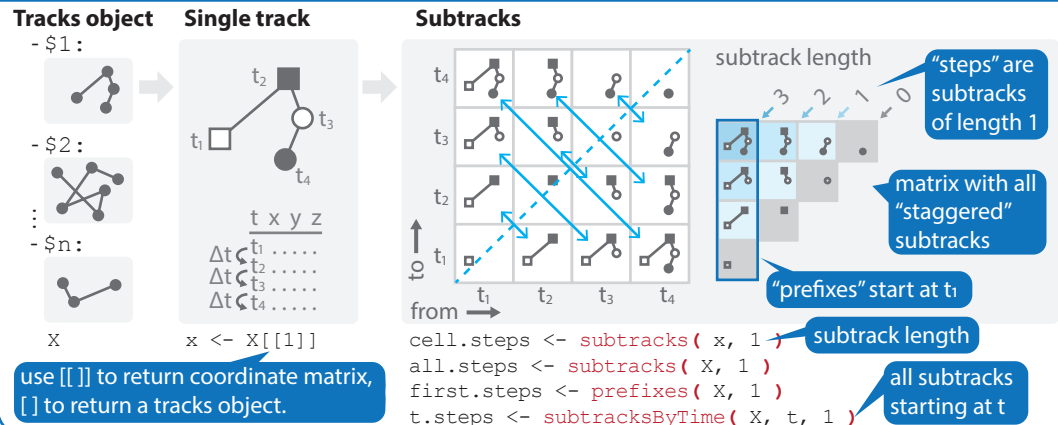 Tracks object
Single track
Subtracks
- $1:
- $2:
⋮
- $n:
X
t2
t1
t3
t4
t x y z
t1 . . . . .
t2 . . . . .
t3 . . . . .
t4 . . . . .
Δt
Δt
Δt
x <- X[[1]]
use [[ ]] to return coordinate matrix,
[ ] to return a tracks object.
t4
t3
t2
t1
to
from
t1
t2
t3
t4
subtrack length
3
2
1
0
"steps" are
subtracks
of length 1
matrix with all
"staggered"
subtracks
"prefixes" start at t1
cell.steps <- subtracks( x, 1 )
subtrack length
all.steps <- subtracks( X, 1 )
first.steps <- prefixes( X, 1 )
t.steps <- subtracksByTime( X, t, 1 )
all subtracks
starting at t